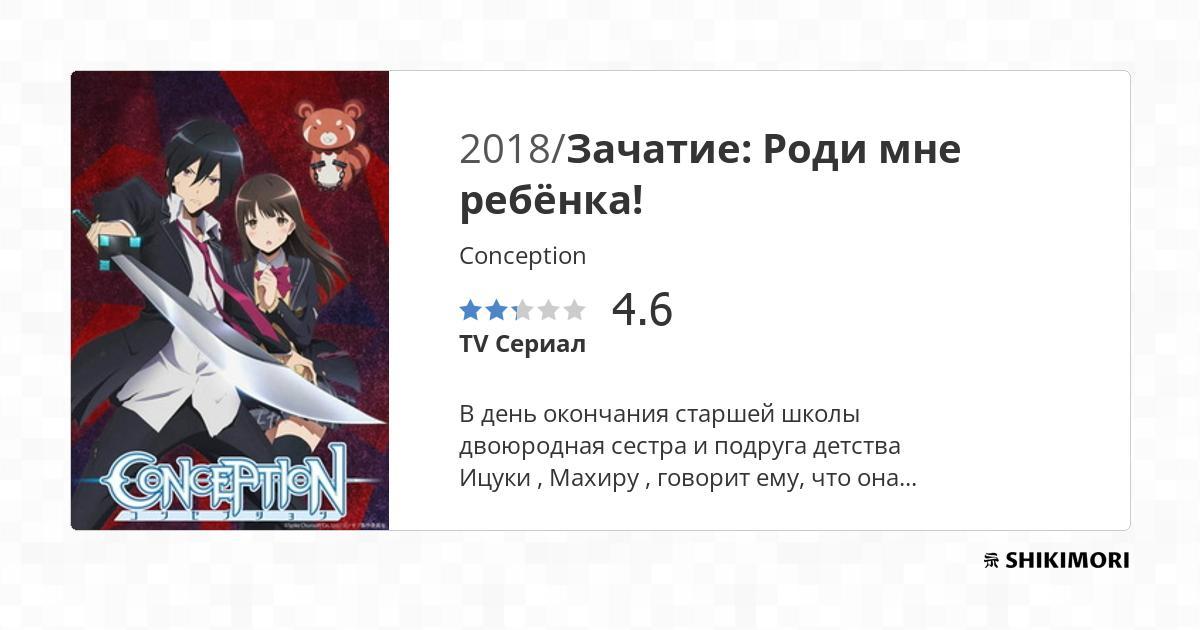 2018/Зачатие: Роди мне
ребёнка!
Conception
4.6
TV Сериал
В день окончания старшей школы
двоюродная сестра и подруга детства
Ицуки , Махиру , говорит ему, что она...
CONCEPTION
コンセプション
SHIKIMORI